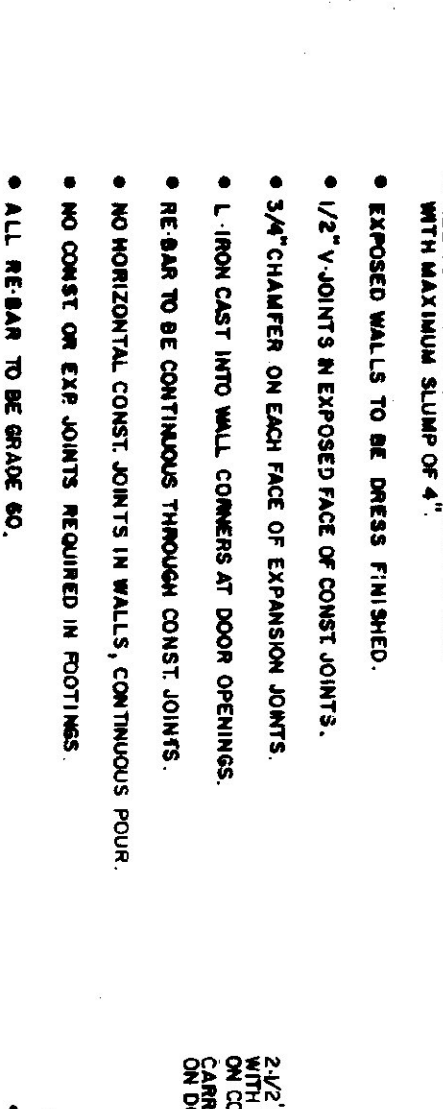 WITH MAXIMUM SLUMP OF 4".
• EXPOSED WALLS TO BE DRESS FINISHED.
• 1/2" V-JOINTS IN EXPOSED FACE OF CONST. JOINTS.
• 3/4" CHAMFER ON EACH FACE OF EXPANSION JOINTS.
• L-IRON CAST INTO WALL CORNERS AT DOOR OPENINGS.
• RE-BAR TO BE CONTINUOUS THROUGH CONST. JOINTS.
• NO HORIZONTAL CONST. JOINTS IN WALLS, CONTINUOUS POUR.
• NO CONST. OR EXP. JOINTS REQUIRED IN FOOTINGS.
• ALL RE-BAR TO BE GRADE 60.
2-1/2"
WITH
ON CO
CARR
ON D